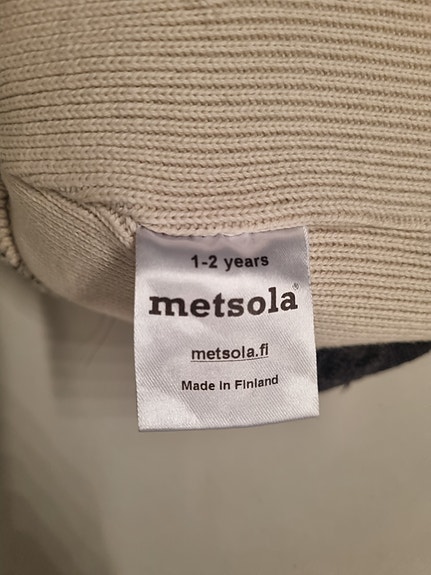 1-2 years
metsola®
metsola.fi
Made in Finland